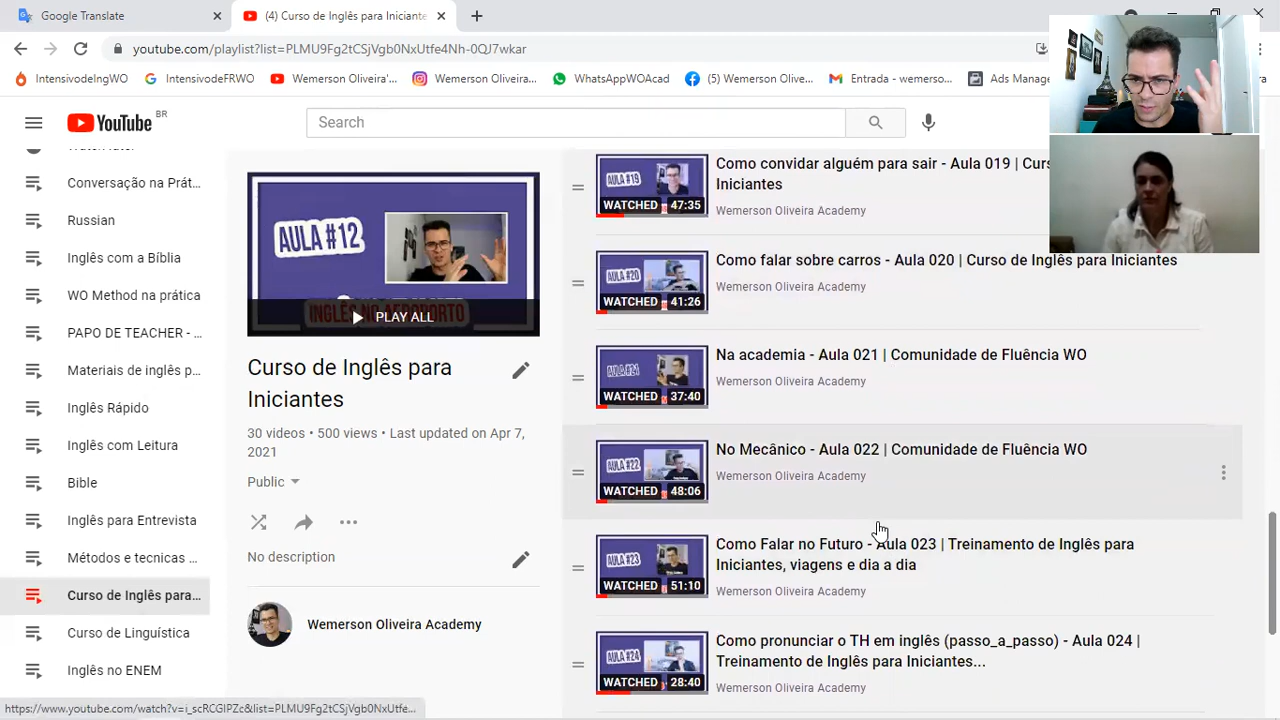 Google Translate
(4) Curso de Inglês para Iniciante
youtube.com/playlist?list=PLMU9Fg2tCSjVgb0NxUtfe4Nh-0QJ7wkar
IntensivodeIngWO
IntensivodeFRWO
Wemerson Oliveira'...
Wemerson Oliveira...
WhatsAppWOAcad
(5) Wemerson Olive...
Entrada - wemerso...
Ads Manage
YouTube BR
Search
Conversação na Prát...
Russian
Inglês com a Bíblia
WO Method na prática
PAPO DE TEACHER - ...
Materiais de inglês p...
Inglês Rápido
Inglês com Leitura
Bible
Inglês para Entrevista
Métodos e tecnicas ...
Curso de Inglês para...
Curso de Linguística
Inglês no ENEM
AULA #12
INGLÊS NO AEROPORTO
PLAY ALL
Curso de Inglês para
Iniciantes
30 videos • 500 views • Last updated on Apr 7,
2021
Public
No description
Wemerson Oliveira Academy
AULA #19
WATCHED 47:35
Como convidar alguém para sair - Aula 019 | Curs
Iniciantes
Wemerson Oliveira Academy
AULA #20
WATCHED 41:26
Como falar sobre carros - Aula 020 | Curso de Inglês para Iniciantes
Wemerson Oliveira Academy
WATCHED 37:40
Na academia - Aula 021 | Comunidade de Fluência WO
Wemerson Oliveira Academy
AULA #22
WATCHED 48:06
No Mecânico - Aula 022 | Comunidade de Fluência WO
Wemerson Oliveira Academy
AULA #23
WATCHED 51:10
Como Falar no Futuro - Aula 023 | Treinamento de Inglês para
Iniciantes, viagens e dia a dia
Wemerson Oliveira Academy
AULA #24
WATCHED 28:40
Como pronunciar o TH em inglês (passo_a_passo) - Aula 024 |
Treinamento de Inglês para Iniciantes...
Wemerson Oliveira Academy
https://www.youtube.com/watch?v=i_scRCGIPZc&list=PLMU9Fg2tCSjVgb0NxUtfe...